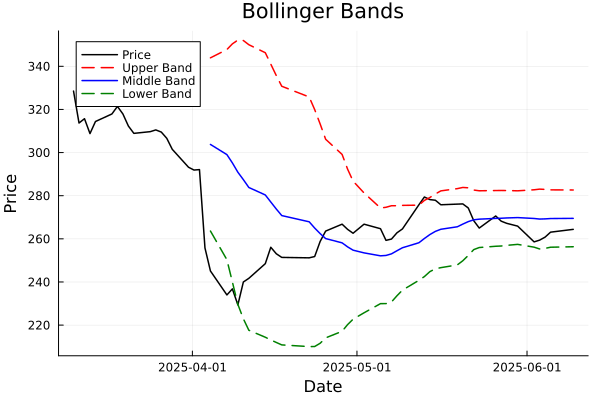 Bollinger Bands
Price
Upper Band
Middle Band
Lower Band
340
320
300
280
260
240
220
Price
2025-04-01
2025-05-01
2025-06-01
Date